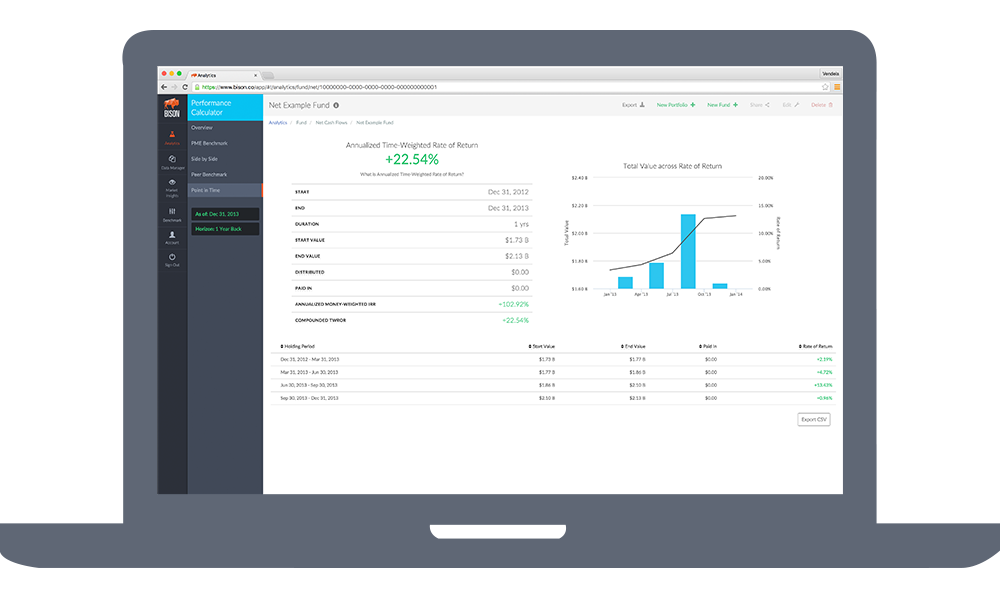 Analytics
Vendela
https://www.bison.co/app/#/analytics/fund/net/10000000-0000-0000-0000-000000000001
BISON
Analytics
Data Manager
Market Insights
Benchmark
Account
Sign Out
Performance
Calculator
Overview
PME Benchmark
Side by Side
Peer Benchmark
Point in Time
As of: Dec 31, 2013
Horizon: 1 Year Back
Net Example Fund
Export
New Portfolio
New Fund
Share
Edit
Delete
Analytics / Fund / Net Cash Flows / Net Example Fund
Annualized Time-Weighted Rate of Return
+22.54%
What is Annualized Time-Weighted Rate of Return?
START Dec 31, 2012
END Dec 31, 2013
DURATION 1 yrs
START VALUE $1.73 B
END VALUE $2.13 B
DISTRIBUTED $0.00
PAID IN $0.00
ANNUALIZED MONEY-WEIGHTED IRR +102.92%
COMPOUNDED TWROR +22.54%
Total Value across Rate of Return
$2.40 B 20.00%
$2.20 B 15.00%
$2.00 B 10.00%
$1.80 B 5.00%
$1.60 B 0.00%
Total Value
Rate of Return
Jan '13 Apr '13 Jul '13 Oct '13 Jan '14
Holding Period Start Value End Value Paid In Rate of Return
Dec 31, 2012 - Mar 31, 2013 $1.73 B $1.77 B $0.00 +2.19%
Mar 31, 2013 - Jun 30, 2013 $1.77 B $1.86 B $0.00 +4.72%
Jun 30, 2013 - Sep 30, 2013 $1.86 B $2.10 B $0.00 +13.43%
Sep 30, 2013 - Dec 31, 2013 $2.10 B $2.13 B $0.00 +0.96%
Export CSV